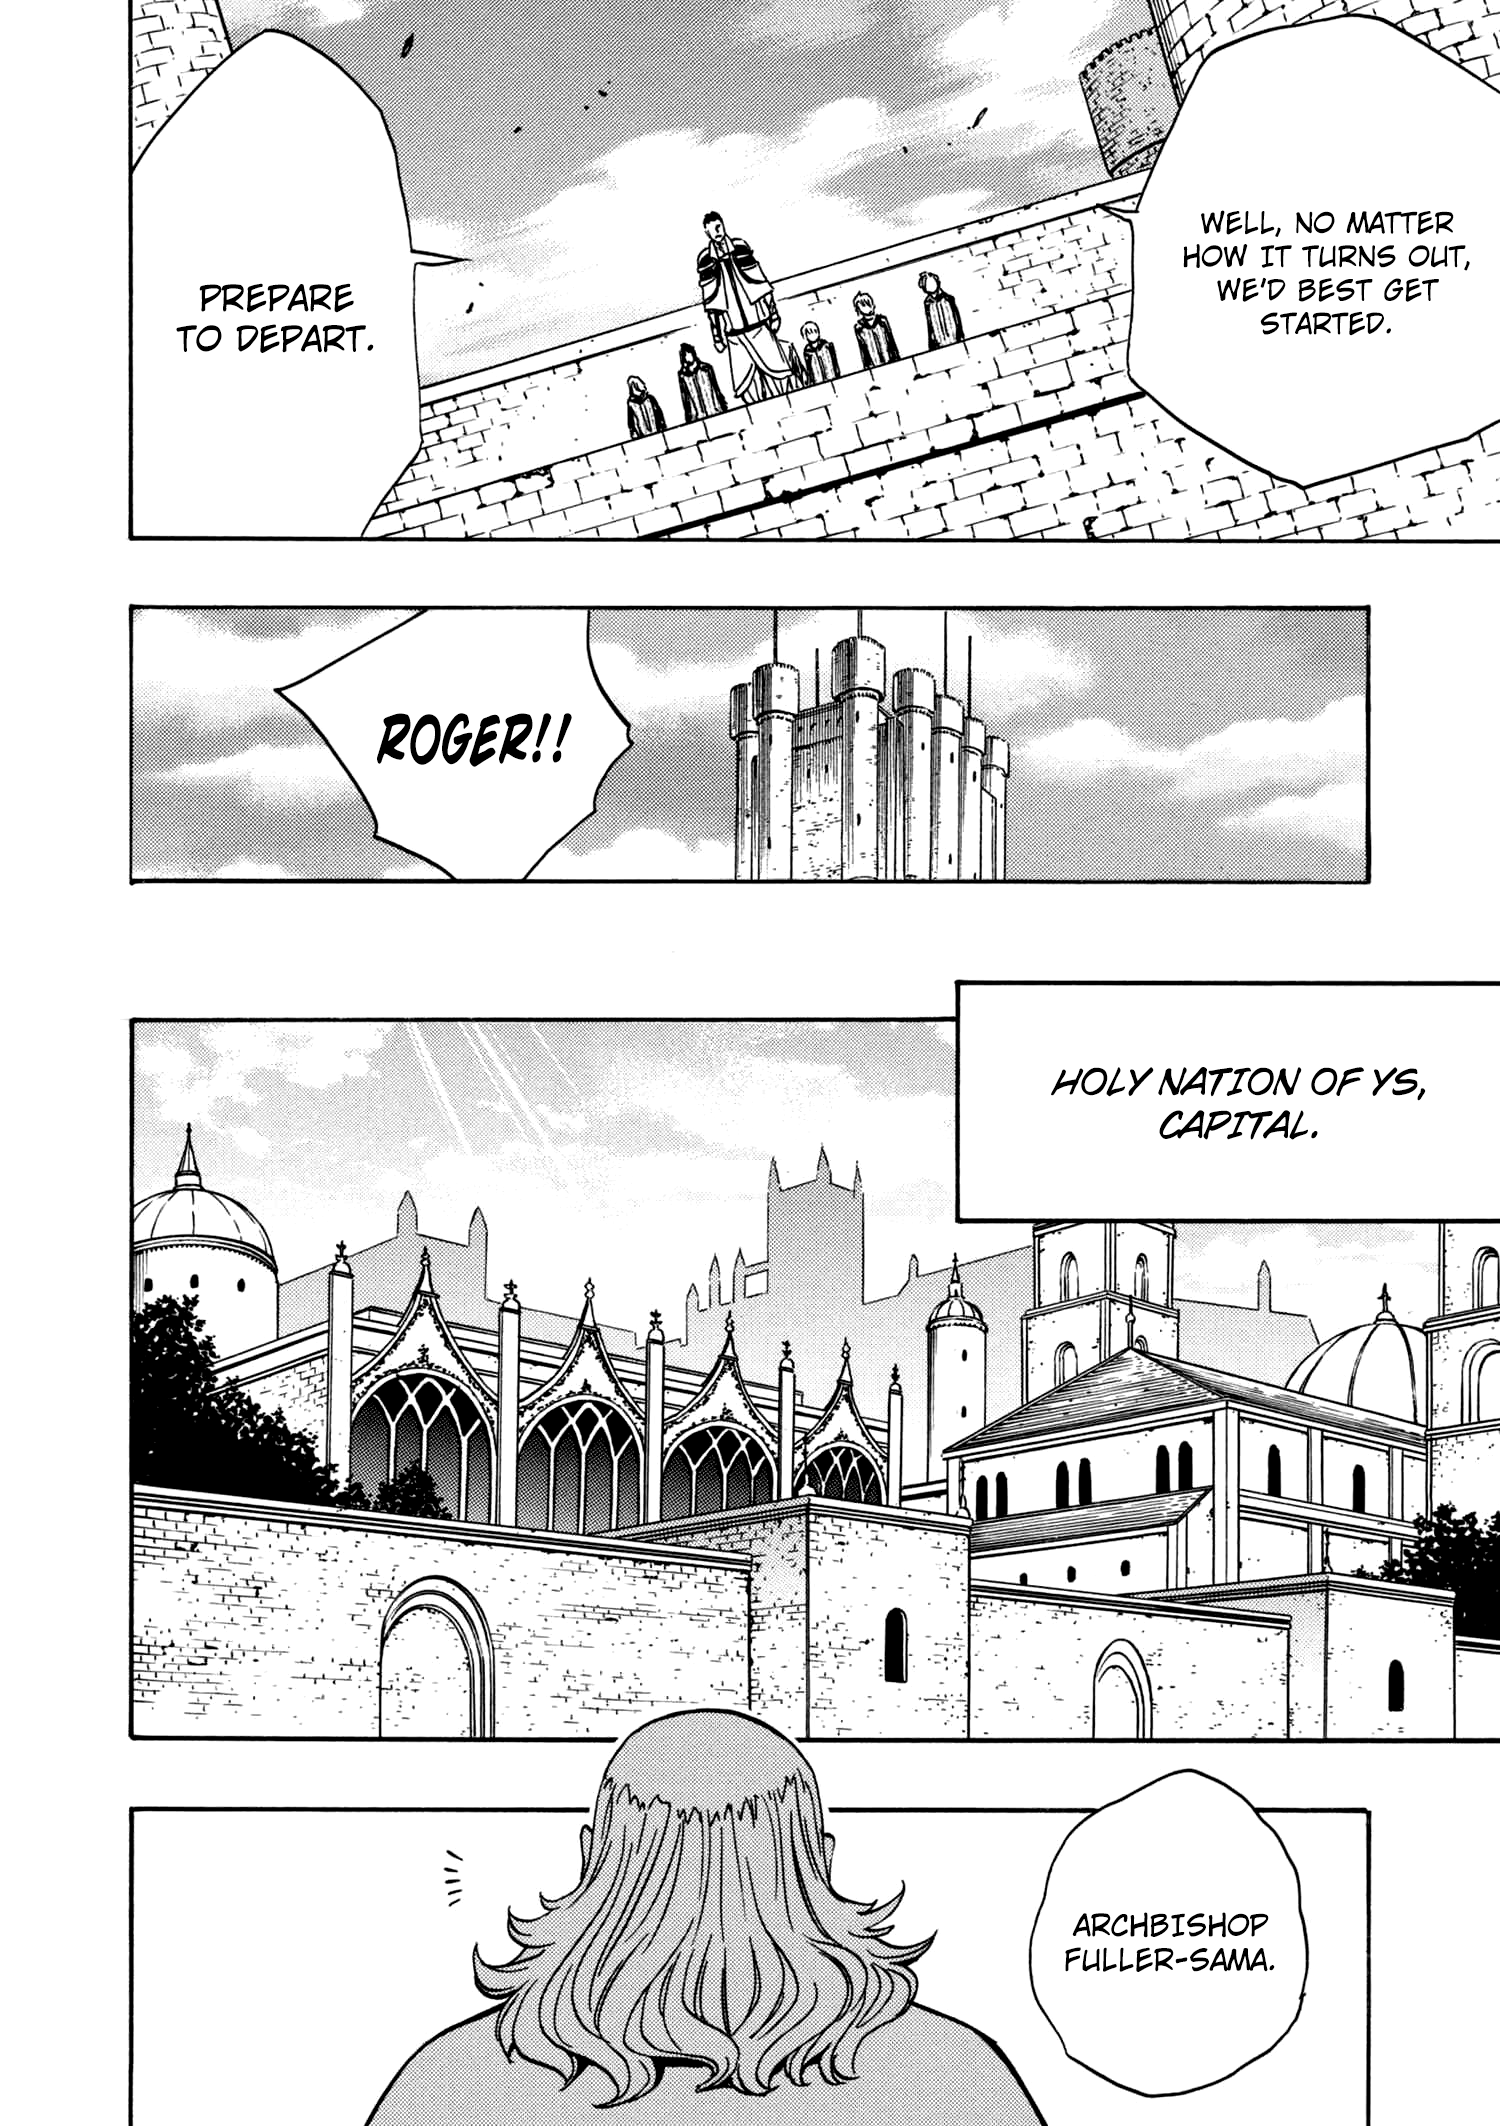 WELL, NO MATTER
HOW IT TURNS OUT,
WE'D BEST GET
STARTED.
PREPARE
TO DEPART.
ROGER!!
HOLY NATION OF YS,
CAPITAL.
ARCHBISHOP
FULLER-SAMA.